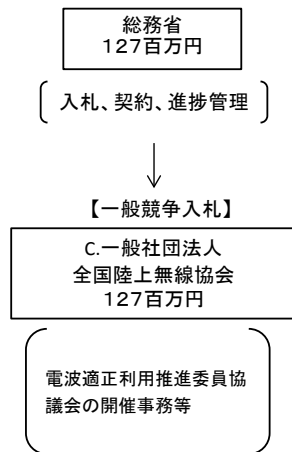 総務省
127百万円
入札、契約、進捗管理
【一般競争入札】
C.一般社団法人
全国陸上無線協会
127百万円
電波適正利用推進委員協
議会の開催事務等